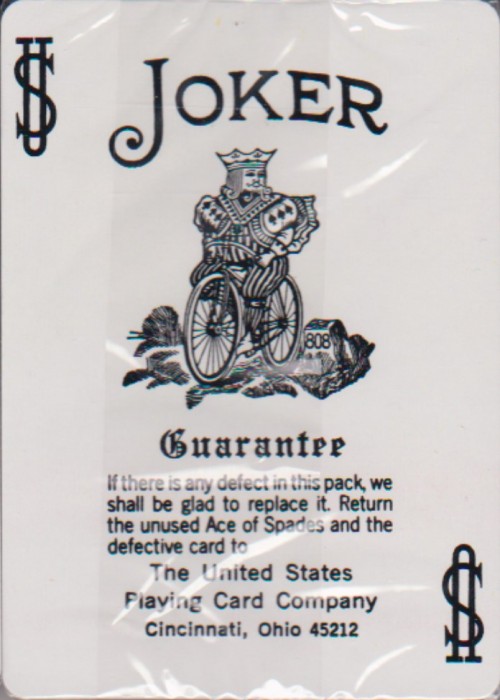 JOKER
808
Guarantee
If there is any defect in this pack, we
shall be glad to replace it. Return
the unused Ace of Spades and the
defective card to
The United States
Playing Card Company
Cincinnati, Ohio 45212